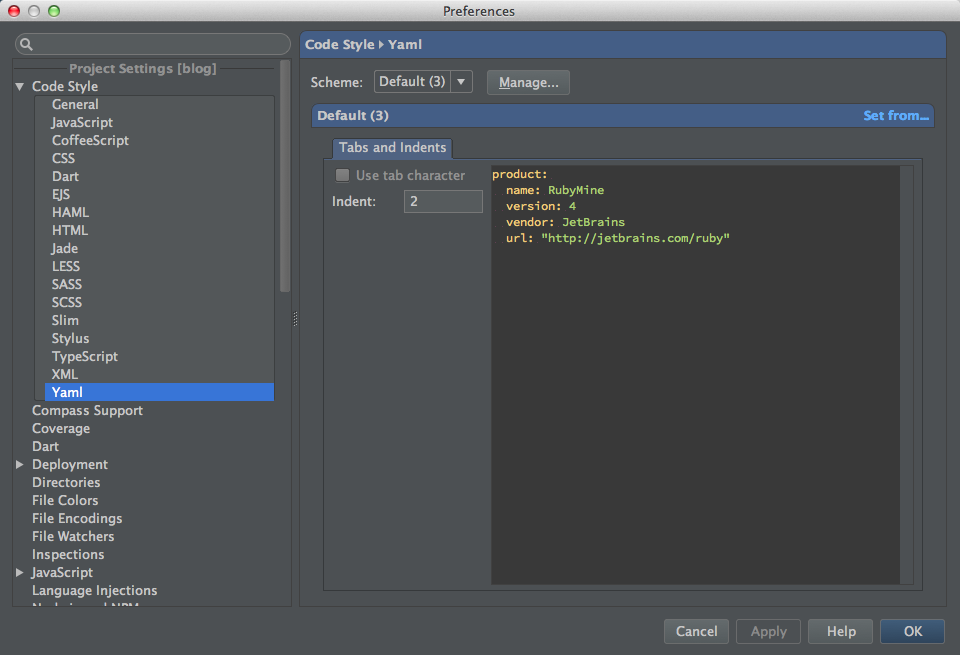 Preferences
Project Settings [blog]
Code Style
General
JavaScript
CoffeeScript
CSS
Dart
EJS
HAML
HTML
Jade
LESS
SASS
SCSS
Slim
Stylus
TypeScript
XML
Yaml
Compass Support
Coverage
Dart
Deployment
Directories
File Colors
File Encodings
File Watchers
Inspections
JavaScript
Language Injections
Code Style ▸ Yaml
Scheme: Default (3) Manage...
Default (3) Set from...
Tabs and Indents
Use tab character
Indent: 2
product:
  name: RubyMine
  version: 4
  vendor: JetBrains
  url: "http://jetbrains.com/ruby"
Cancel Apply Help OK